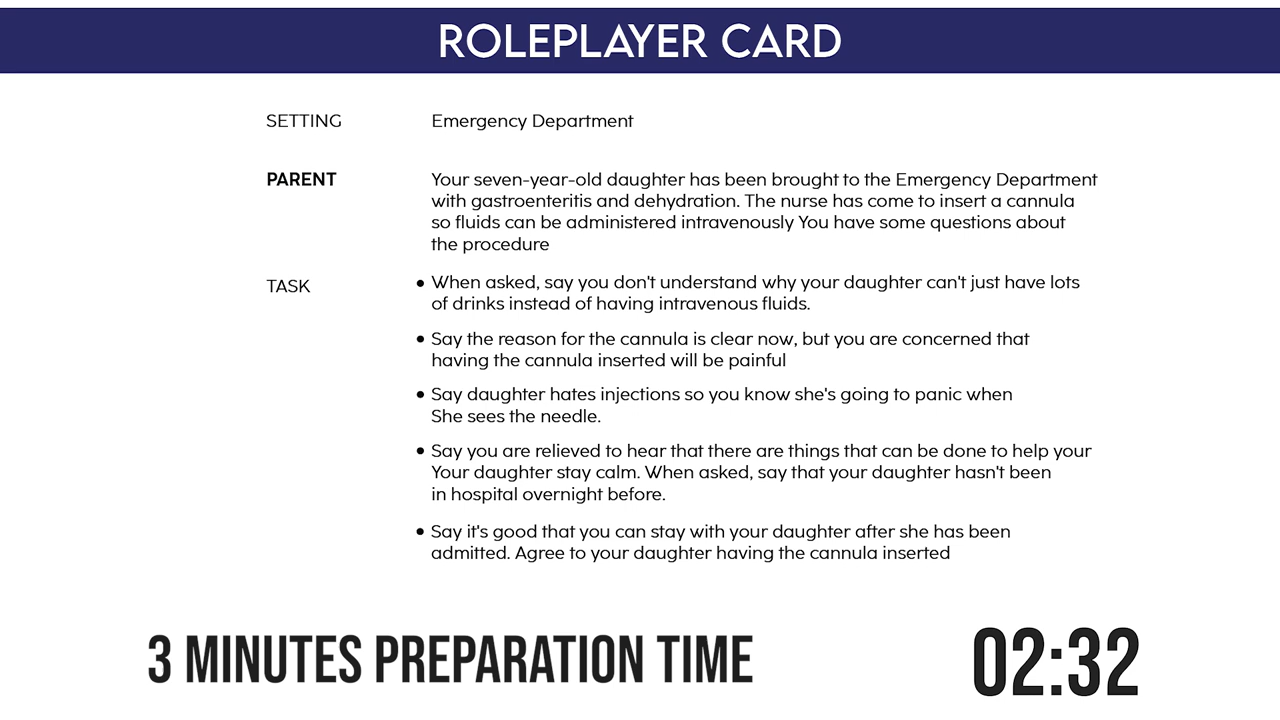 ROLEPLAYER CARD
SETTING
Emergency Department
PARENT
Your seven-year-old daughter has been brought to the Emergency Department
with gastroenteritis and dehydration. The nurse has come to insert a cannula
so fluids can be administered intravenously You have some questions about
the procedure
TASK
• When asked, say you don't understand why your daughter can't just have lots
of drinks instead of having intravenous fluids.
• Say the reason for the cannula is clear now, but you are concerned that
having the cannula inserted will be painful
• Say daughter hates injections so you know she's going to panic when
She sees the needle.
• Say you are relieved to hear that there are things that can be done to help your
Your daughter stay calm. When asked, say that your daughter hasn't been
in hospital overnight before.
• Say it's good that you can stay with your daughter after she has been
admitted. Agree to your daughter having the cannula inserted
3 MINUTES PREPARATION TIME
02:32